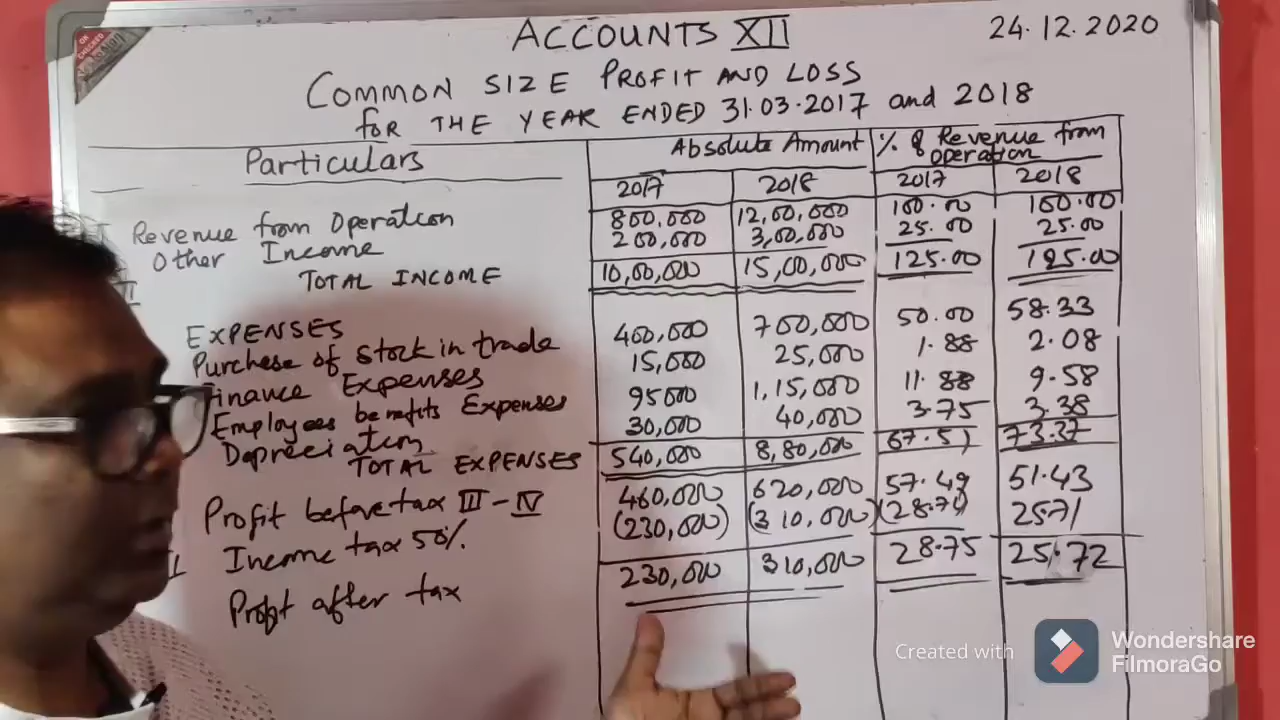 ACCOUNTS XII
24.12.2020
COMMON SIZE PROFIT AND LOSS
for THE YEAR ENDED 31.03.2017 and 2018
Particulars Absolute Amount % of Revenue from operation
2017 2018 2017 2018
I Revenue from Operation 800,000 12,00,000 100.00 100.00
Other Income 200,000 3,00,000 25.00 25.00
TOTAL INCOME 10,00,000 15,00,000 125.00 125.00
EXPENSES
Purchase of stock in trade 400,000 700,000 50.00 58.33
Finance Expenses 15,000 25,000 1.88 2.08
Employees benefits Expenses 95000 1,15,000 11.88 9.58
Depreciation 30,000 40,000 3.75 3.38
TOTAL EXPENSES 540,000 8,80,000 67.51 73.37
Profit before tax III - IV 460,000 620,000 57.49 51.43
Income tax 50%. (230,000) (310,000) (28.74) 25.71
Profit after tax 230,000 310,000 28.75 25.72
Created with Wondershare FilmoraGo